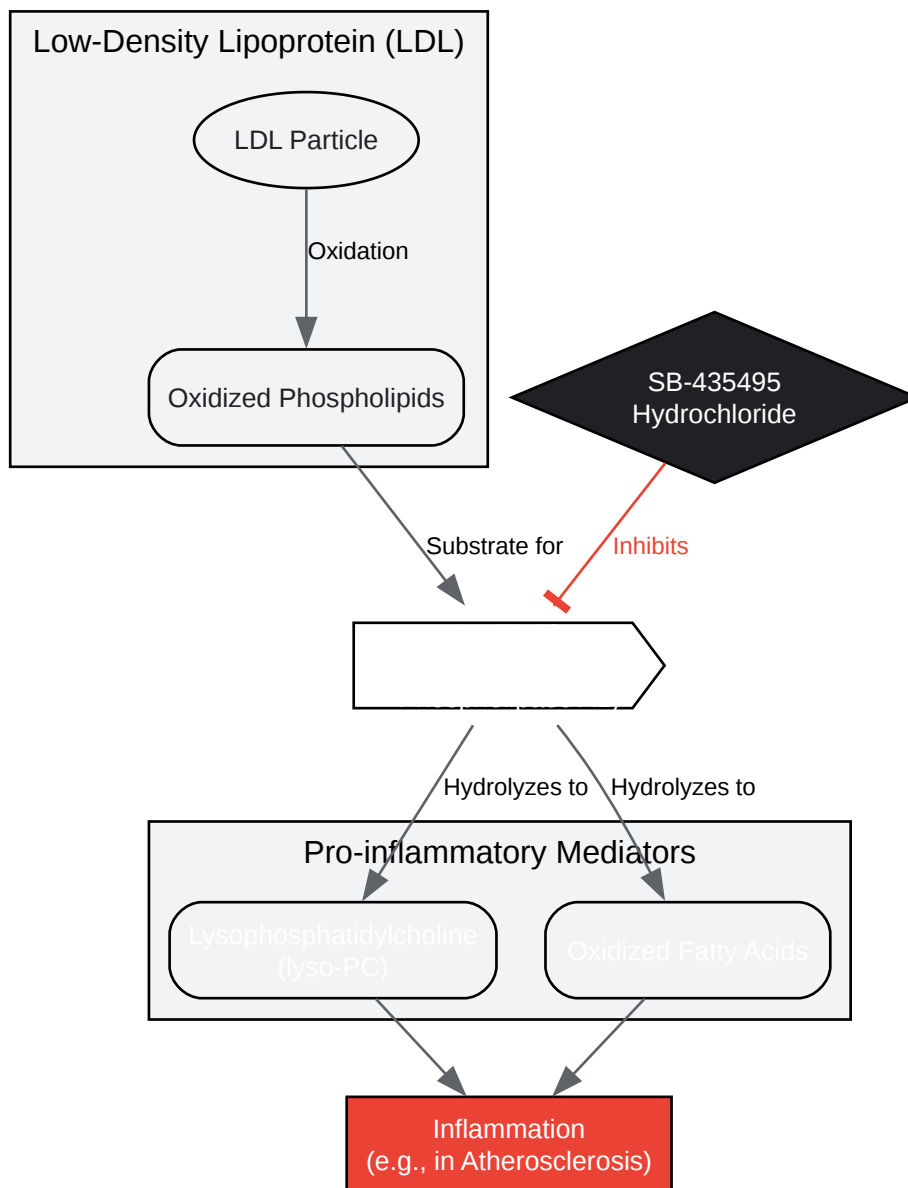 Low-Density Lipoprotein (LDL)
LDL Particle
Oxidation
Oxidized Phospholipids
SB-435495
Hydrochloride
Substrate for
Inhibits
Hydrolyzes to
Hydrolyzes to
Pro-inflammatory Mediators
Lysophosphatidylcholine
(lyso-PC)
Oxidized Fatty Acids
Inflammation
(e.g., in Atherosclerosis)